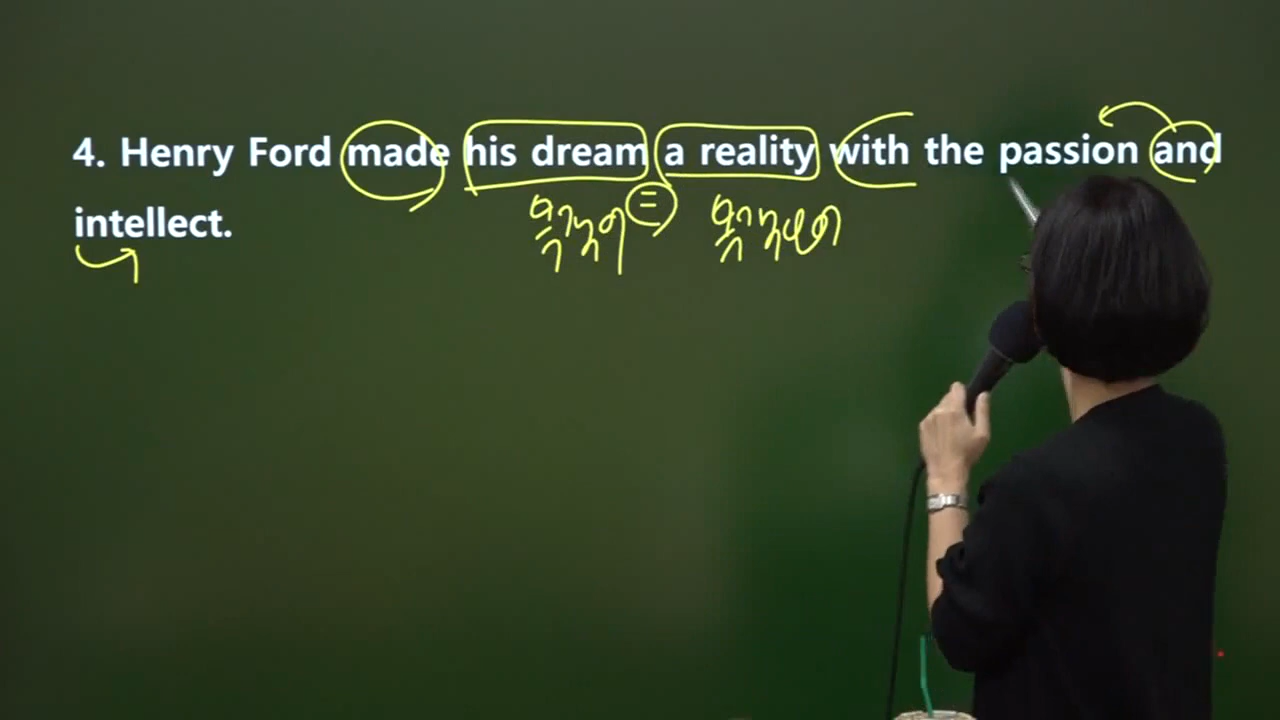 4. Henry Ford made his dream a reality with the passion and
intellect.
목적어 = 목적보어